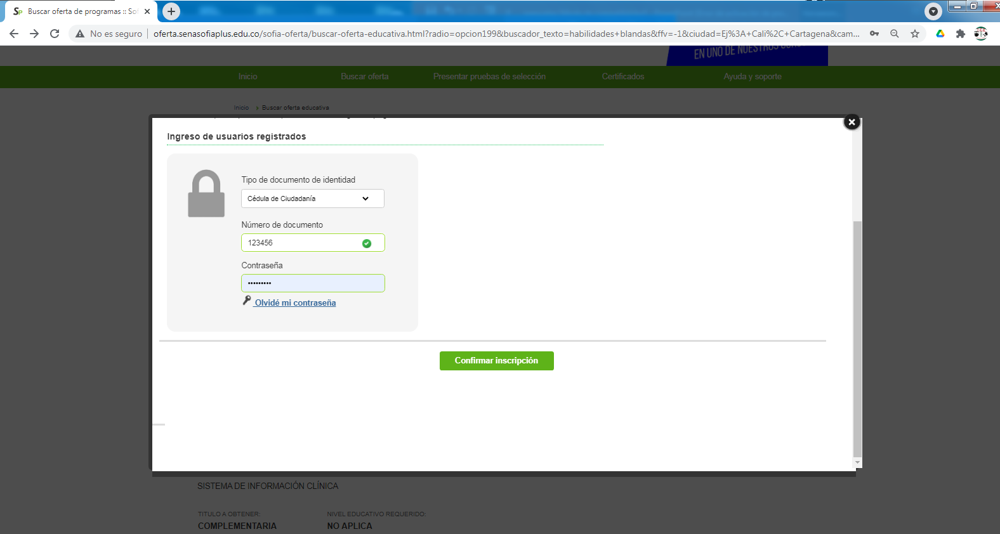 Buscar oferta de programas :: Sof
No es seguro
oferta.senasofiaplus.edu.co/sofia-oferta/buscar-oferta-educativa.html?radio=opcion199&buscador_texto=habilidades+blandas&ffv=-1&ciudad=Ej%3A+Cali%2C+Cartagena&cam...
EN UNO DE NUESTROS
Inicio
Buscar oferta
Presentar pruebas de selección
Certificados
Ayuda y soporte
Inicio
Buscar oferta educativa
Ingreso de usuarios registrados
Tipo de documento de identidad
Cédula de Ciudadanía
Número de documento
123456
Contraseña
•••••••••
Olvidé mi contraseña
Confirmar inscripción
SISTEMA DE INFORMACIÓN CLÍNICA
TITULO A OBTENER:
NIVEL EDUCATIVO REQUERIDO:
COMPLEMENTARIA
NO APLICA